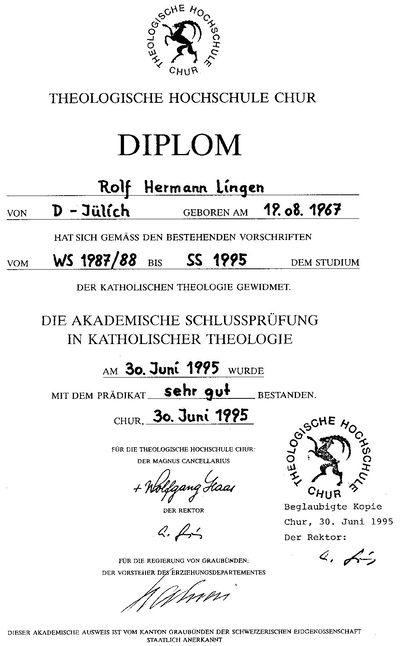 THEOLOGISCHE HOCHSCHULE
CHUR
THEOLOGISCHE HOCHSCHULE CHUR
DIPLOM
Rolf Hermann Lingen
VON D-Jülich GEBOREN AM 19.08.1967
HAT SICH GEMÄSS DEN BESTEHENDEN VORSCHRIFTEN
VOM WS 1987/88 BIS SS 1995 DEM STUDIUM
DER KATHOLISCHEN THEOLOGIE GEWIDMET.
DIE AKADEMISCHE SCHLUSSPRÜFUNG
IN KATHOLISCHER THEOLOGIE
AM 30. Juni 1995 WURDE
MIT DEM PRÄDIKAT sehr gut BESTANDEN.
CHUR, 30. Juni 1995
FÜR DIE THEOLOGISCHE HOCHSCHULE CHUR:
DER MAGNUS CANCELLARIUS
+ Wolfgang Haas
DER REKTOR
FÜR DIE REGIERUNG VON GRAUBÜNDEN:
DER VORSTEHER DES ERZIEHUNGSDEPARTEMENTES
THEOLOGISCHE HOCHSCHULE
CHUR
Beglaubigte Kopie
Chur, 30. Juni 1995
Der Rektor:
DIESER AKADEMISCHE AUSWEIS IST VOM KANTON GRAUBÜNDEN DER SCHWEIZERISCHEN EIDGENOSSENSCHAFT
STAATLICH ANERKANNT